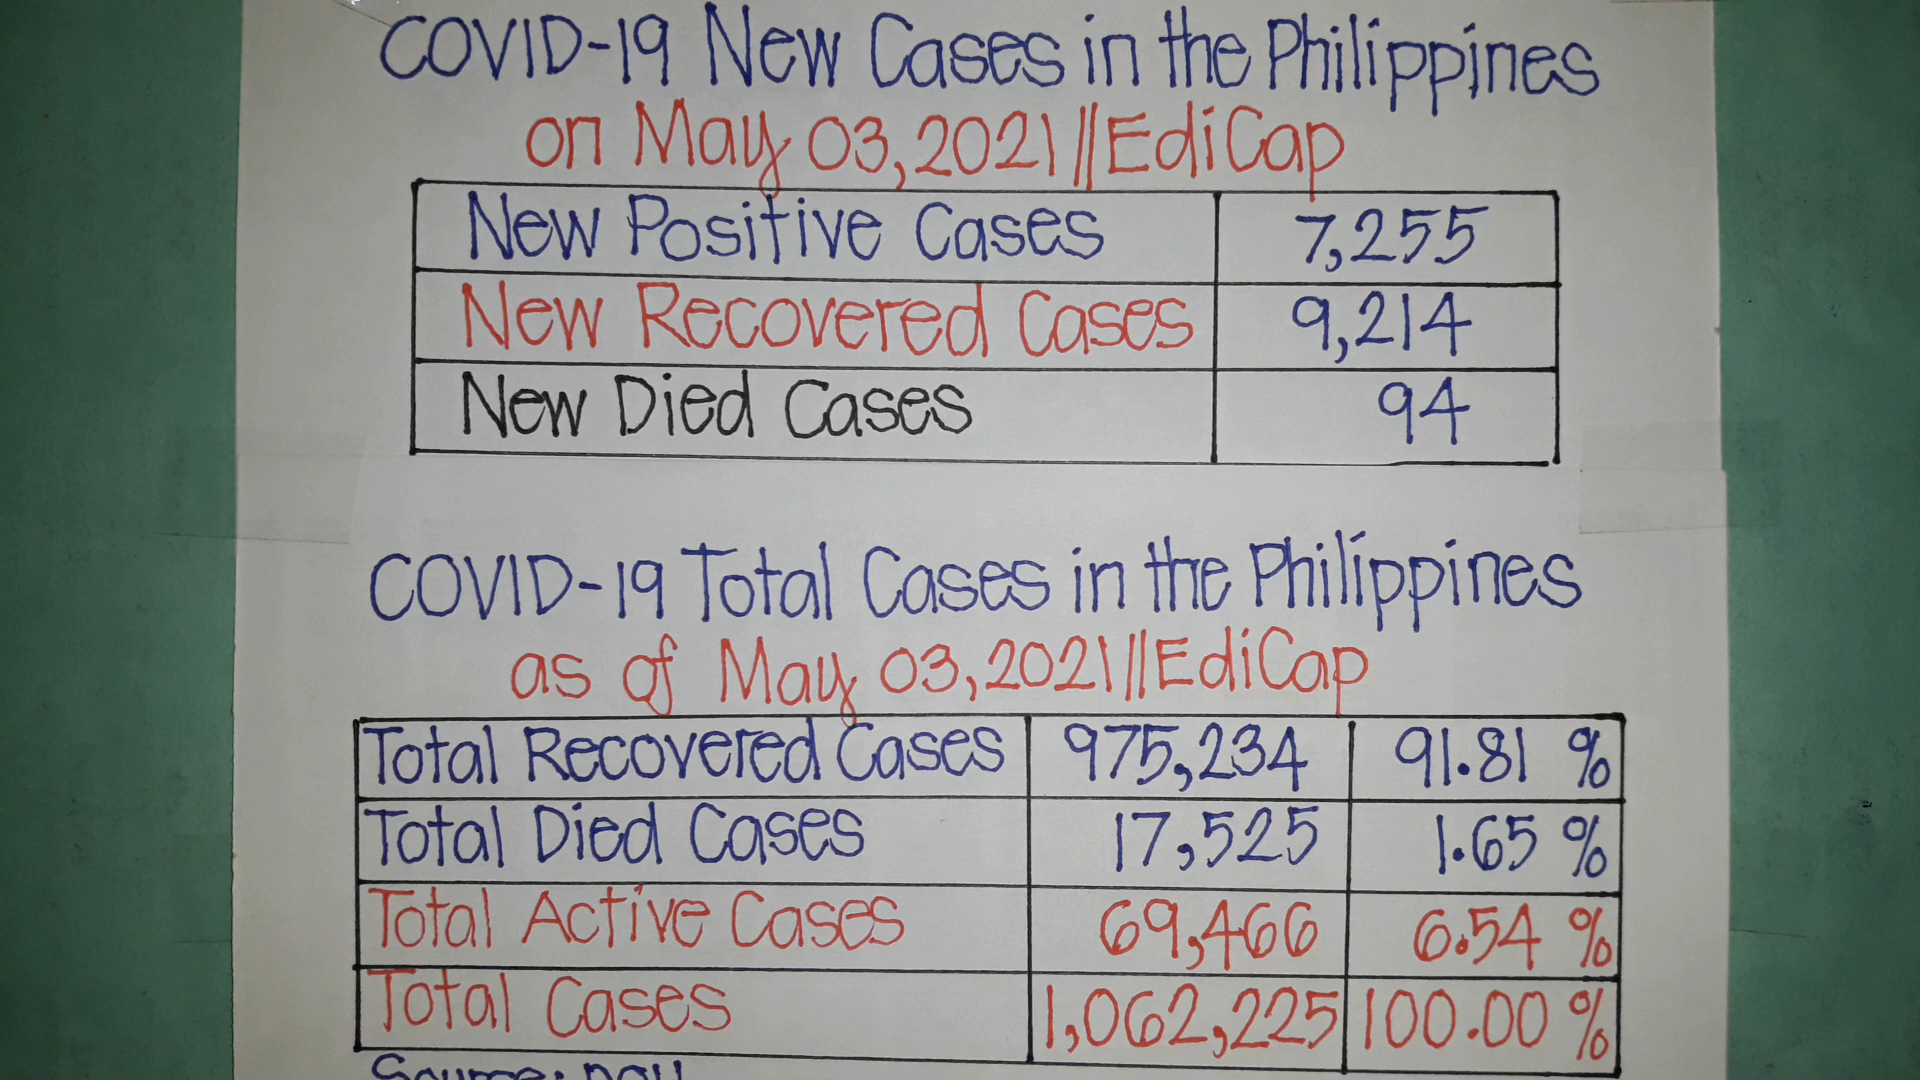 COVID-19 New Cases in the Philippines
on May 03, 2021 || EdiCap
New Positive Cases 7,255
New Recovered Cases 9,214
New Died Cases 94
COVID-19 Total Cases in the Philippines
as of May 03, 2021 || EdiCap
Total Recovered Cases 975,234 91.81 %
Total Died Cases 17,525 1.65 %
Total Active Cases 69,466 6.54 %
Total Cases 1,062,225 100.00 %
Source: